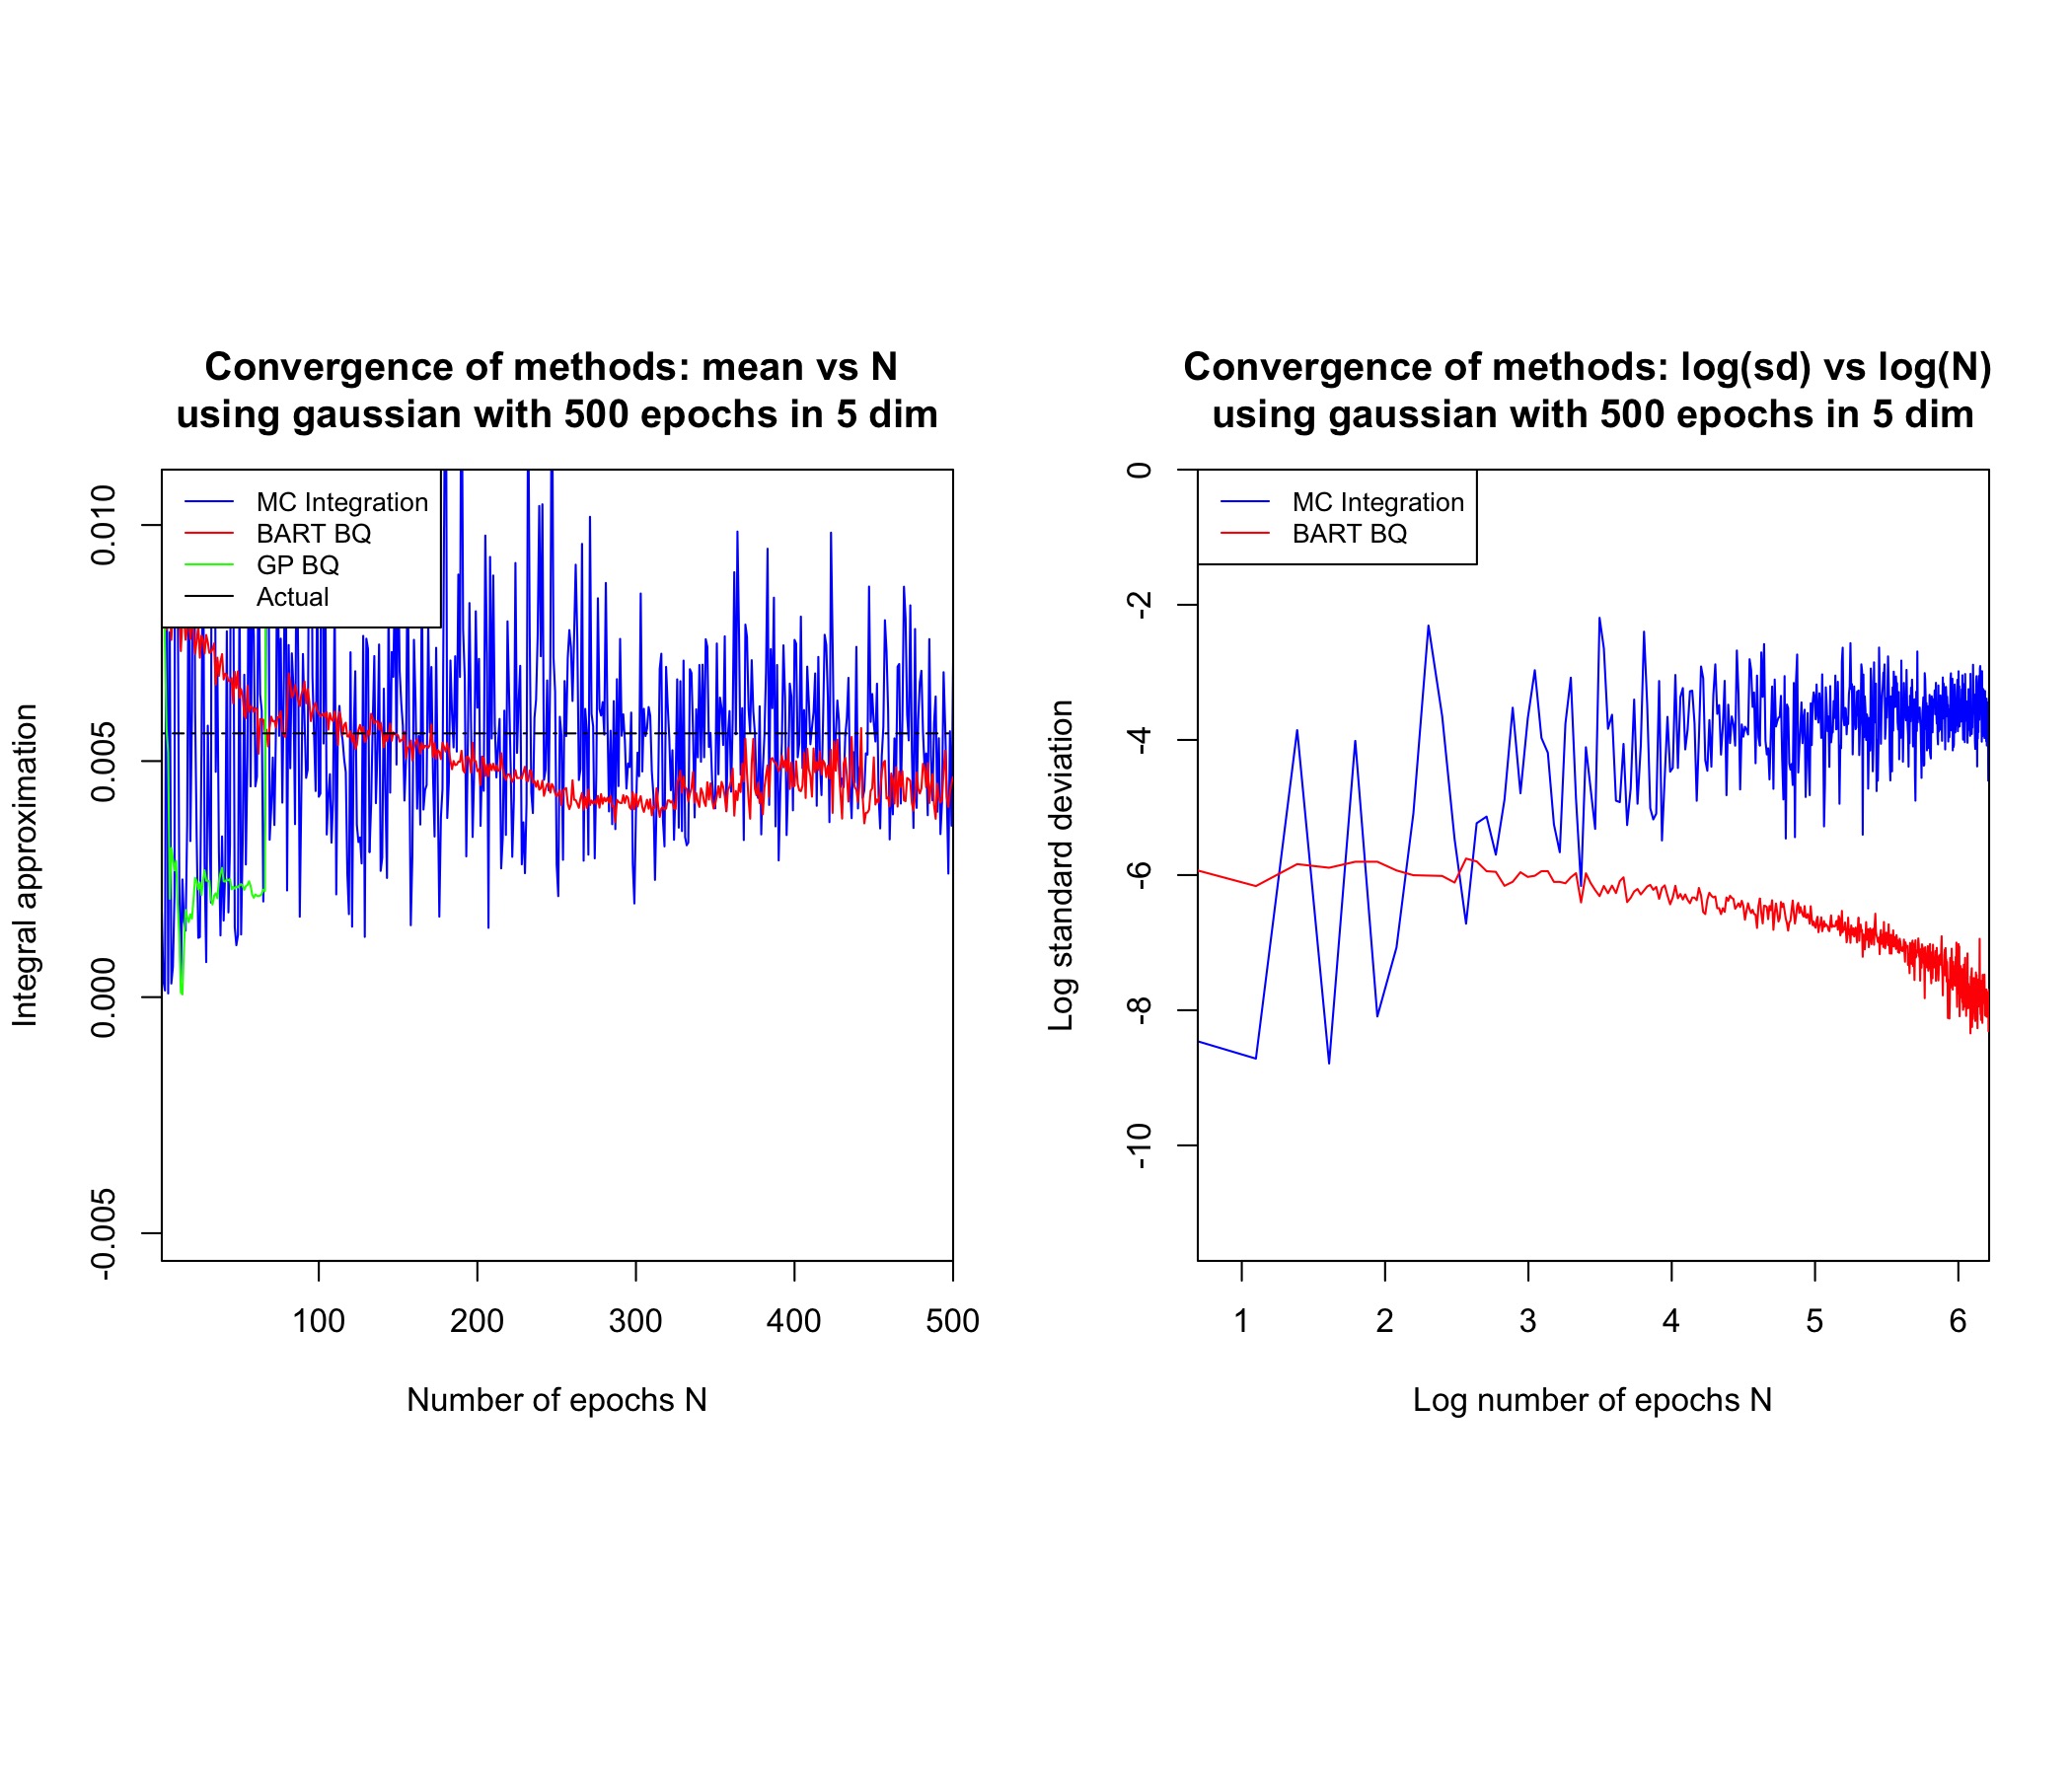 Convergence of methods: mean vs N
using gaussian with 500 epochs in 5 dim
MC Integration
BART BQ
GP BQ
Actual
Integral approximation
0.010
0.005
0.000
-0.005
100
200
300
400
500
Number of epochs N
Convergence of methods: log(sd) vs log(N)
using gaussian with 500 epochs in 5 dim
MC Integration
BART BQ
Log standard deviation
0
-2
-4
-6
-8
-10
1
2
3
4
5
6
Log number of epochs N